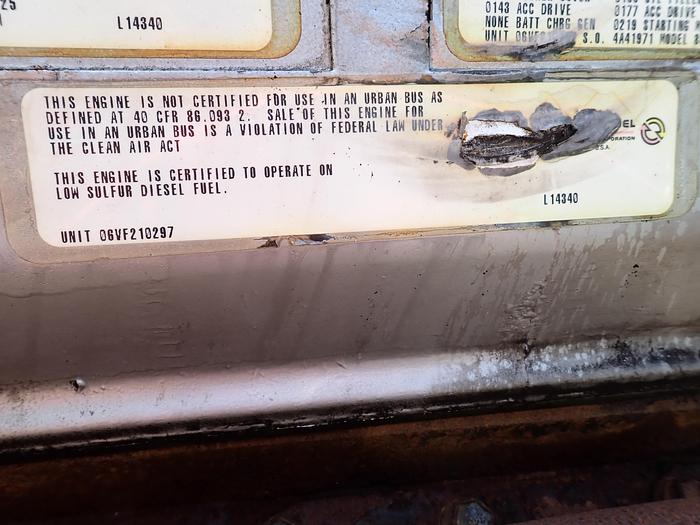 25
L14340
0143 ACC DRIVE
0177 ACC DRIVE
NONE BATT CHRG GEN
0219 STARTING
S.O. 4A41971 MODEL 8
THIS ENGINE IS NOT CERTIFIED FOR USE IN AN URBAN BUS AS
DEFINED AT 40 CFR 86.093 2. SALE OF THIS ENGINE FOR
USE IN AN URBAN BUS IS A VIOLATION OF FEDERAL LAW UNDER
THE CLEAN AIR ACT
THIS ENGINE IS CERTIFIED TO OPERATE ON
LOW SULFUR DIESEL FUEL.
L14340
UNIT 06VF210297